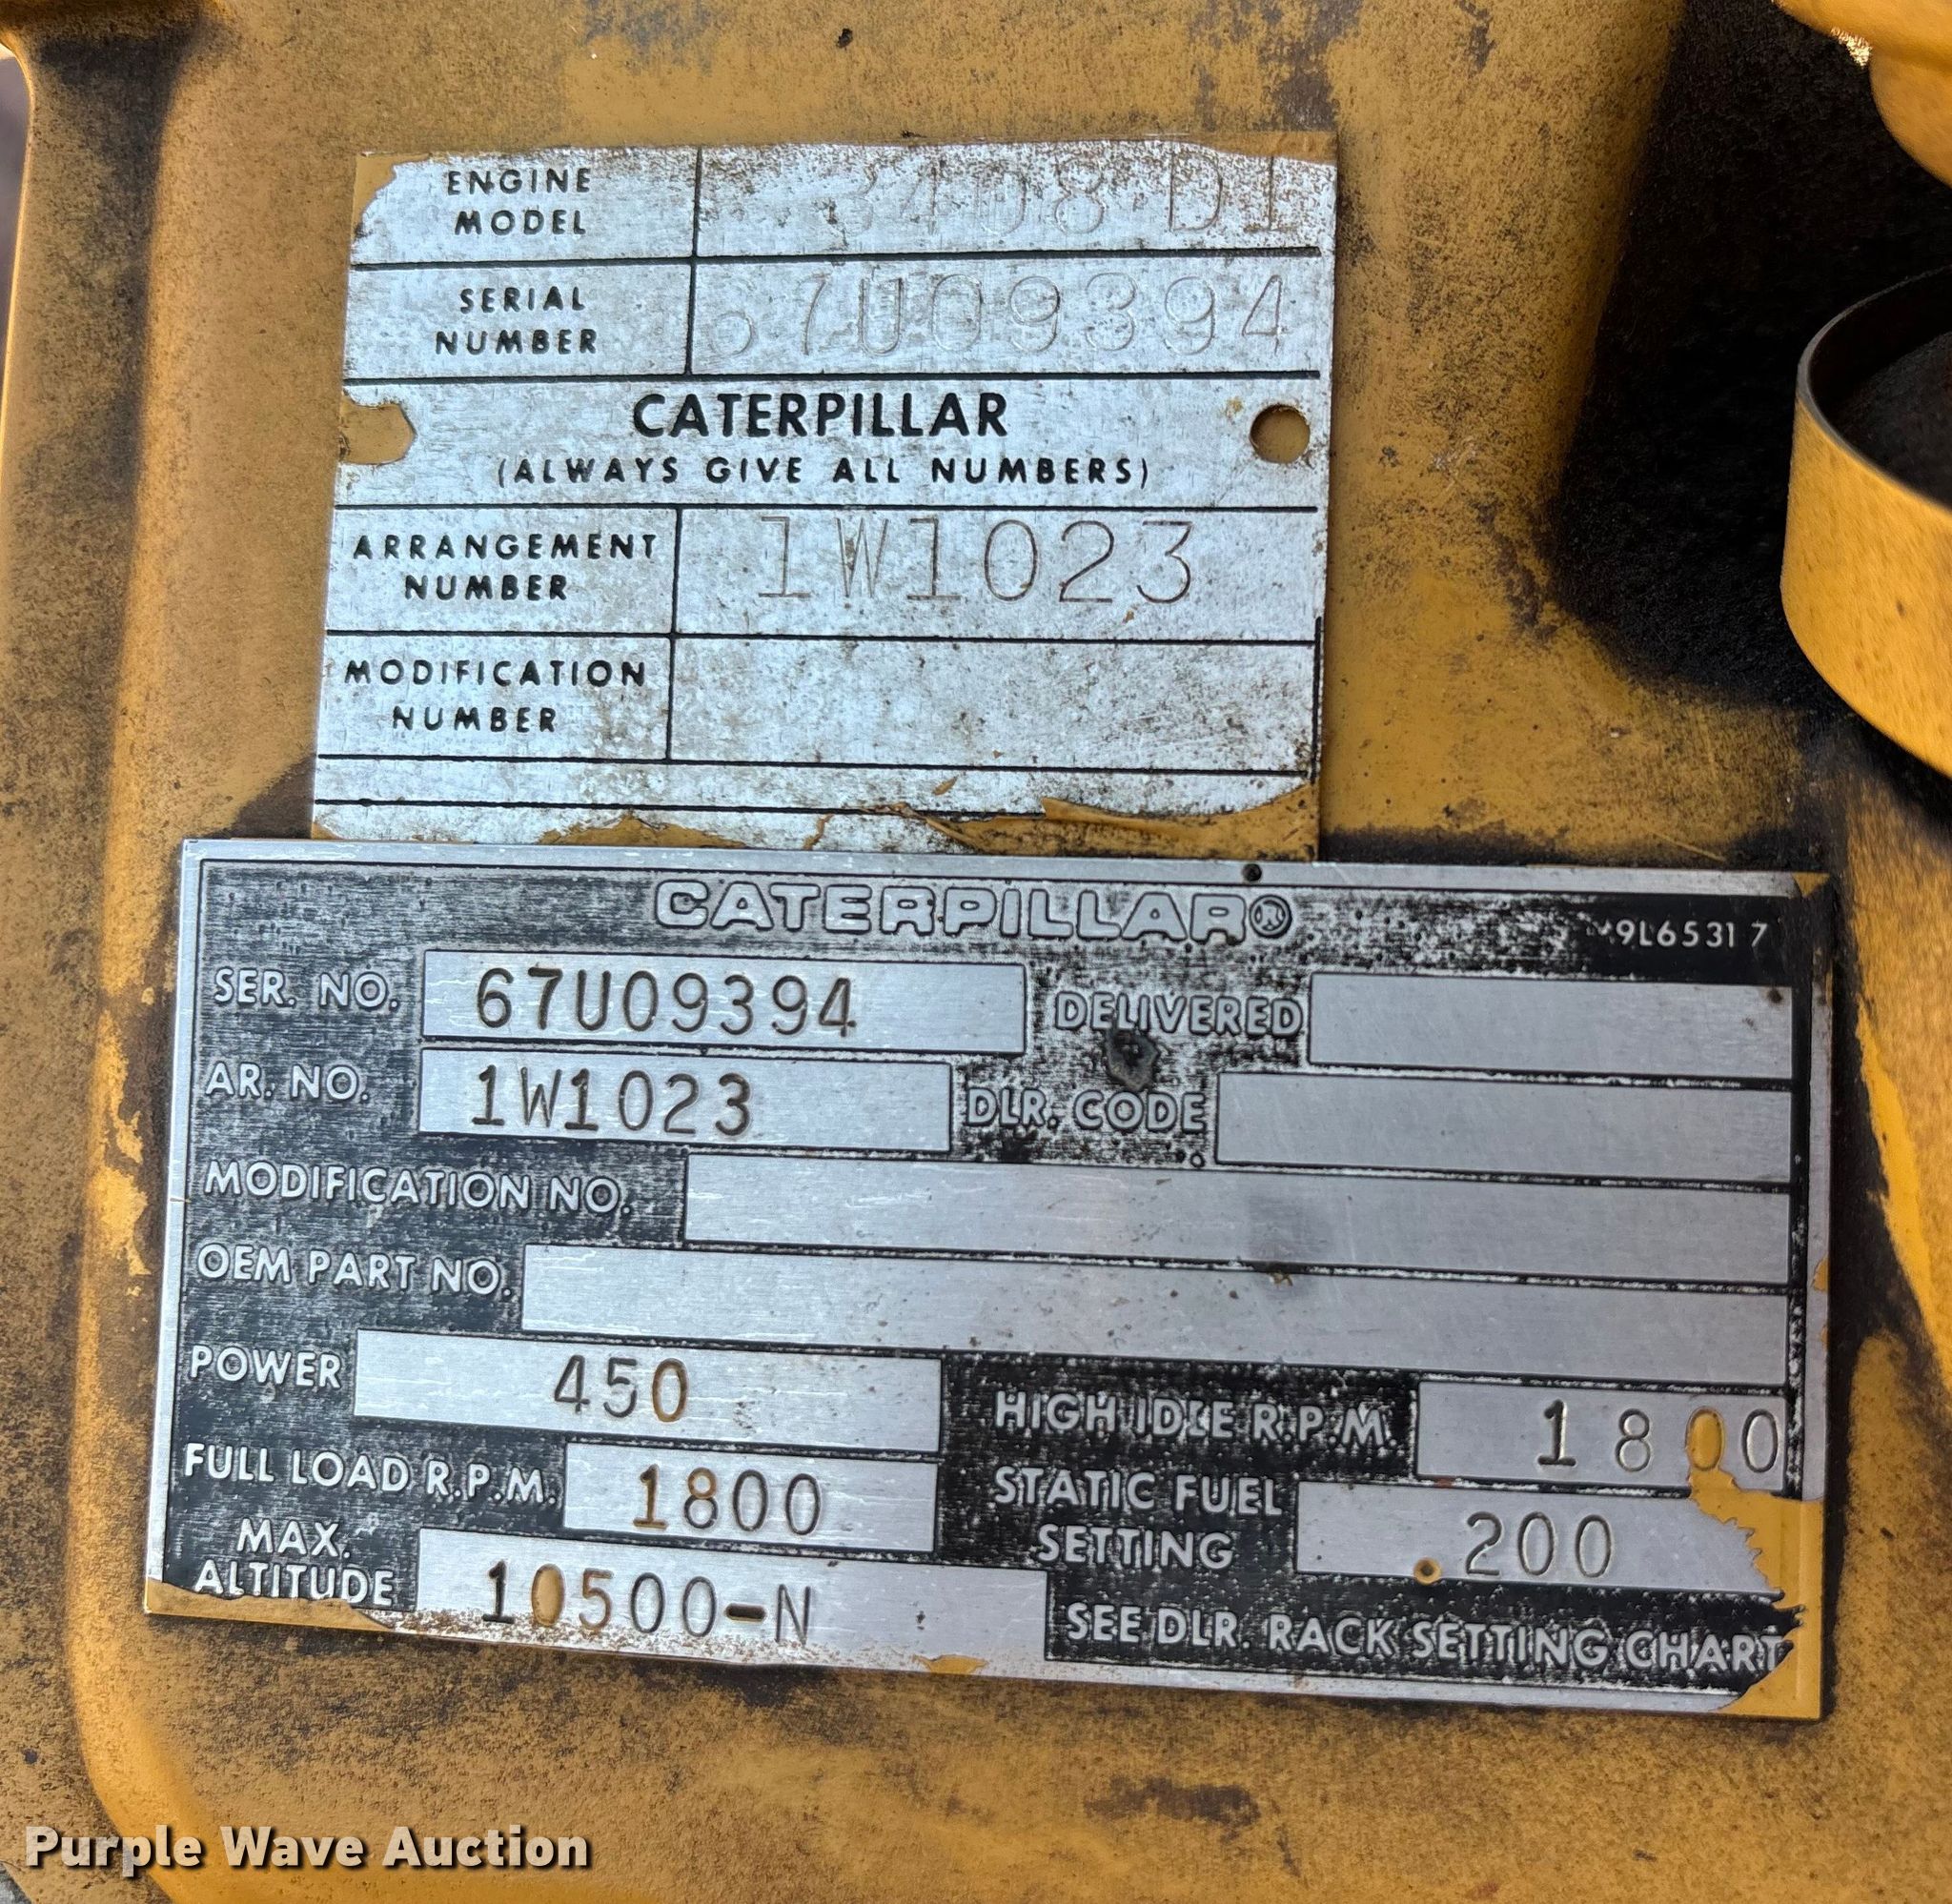 ENGINE MODEL 3408 DI
SERIAL NUMBER 67U09394
CATERPILLAR
(ALWAYS GIVE ALL NUMBERS)
ARRANGEMENT NUMBER 1W1023
MODIFICATION NUMBER
CATERPILLAR® 9L6531 7
SER. NO. 67U09394 DELIVERED
AR. NO. 1W1023 DLR. CODE
MODIFICATION NO.
OEM PART NO.
POWER 450 HIGH IDLE R.P.M. 1800
FULL LOAD R.P.M. 1800 STATIC FUEL SETTING .200
MAX. ALTITUDE 10500-N SEE DLR. RACK SETTING CHART
Purple Wave Auction